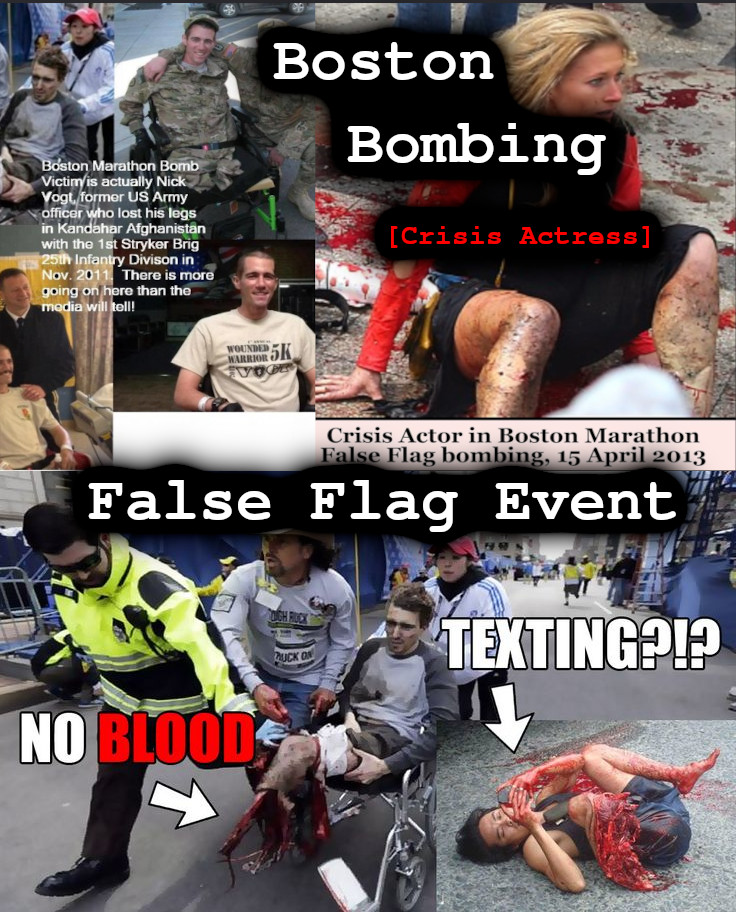 Boston
Bombing
[Crisis Actress]
Boston Marathon Bomb
Victim is actually Nick
Vogt, former US Army
officer who lost his legs
in Kandahar Afghanistan
with the 1st Stryker Brig
25th Infantry Divison in
Nov. 2011. There is more
going on here than the
media will tell!
WOUNDED
WARRIOR 5K
Crisis Actor in Boston Marathon
False Flag bombing, 15 April 2013
False Flag Event
TEXTING?!?
NO BLOOD